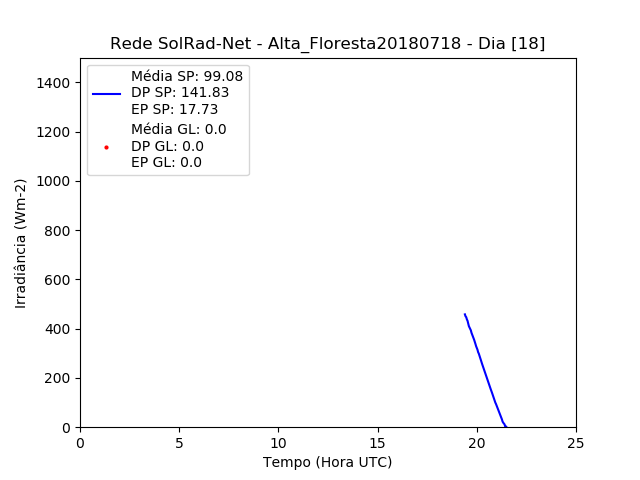 Rede SolRad-Net - Alta_Floresta20180718 - Dia [18]
Média SP: 99.08
DP SP: 141.83
EP SP: 17.73
Média GL: 0.0
DP GL: 0.0
EP GL: 0.0
1400
1200
1000
800
600
400
200
0
Irradiância (Wm-2)
0 5 10 15 20 25
Tempo (Hora UTC)